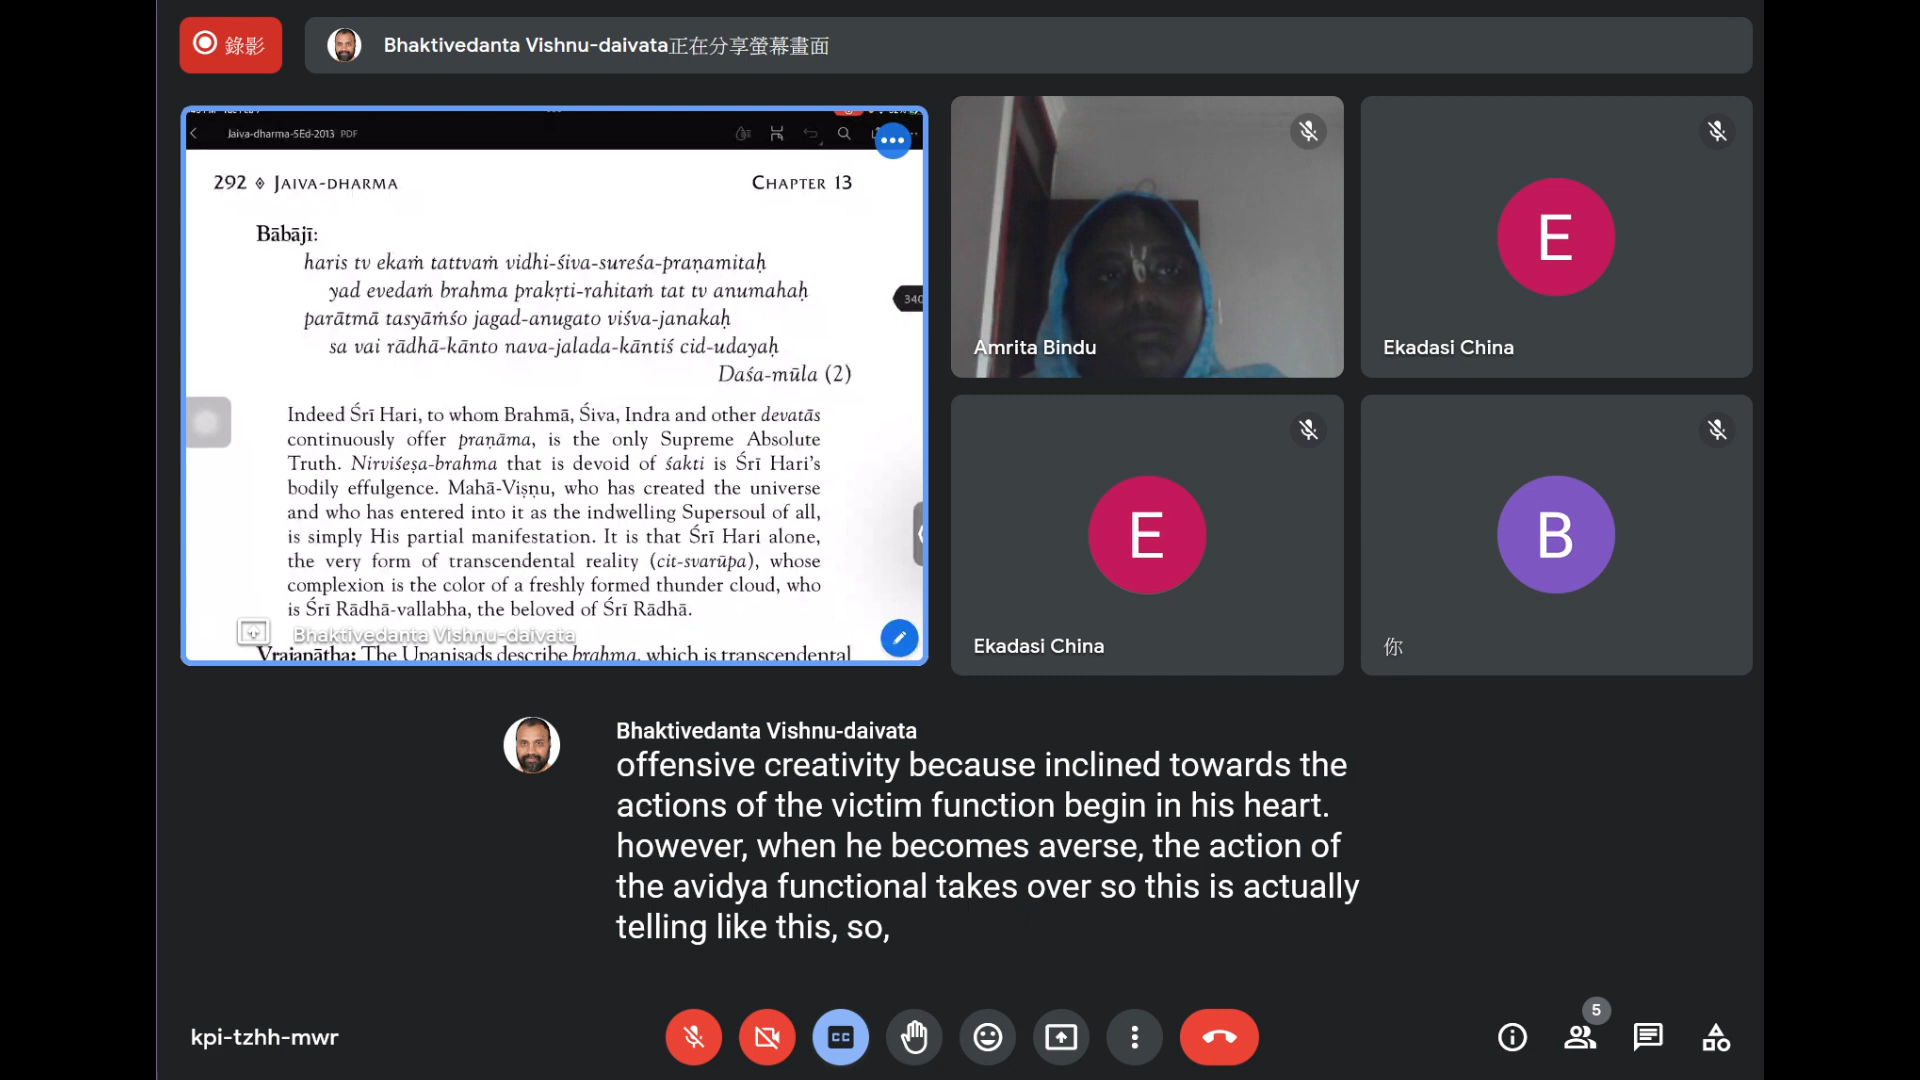 錄影
Bhaktivedanta Vishnu-daivata正在分享螢幕畫面
Jaiva-dharma-5Ed-2013 PDF
292 ◊ JAIVA-DHARMA
CHAPTER 13
Bābājī:
haris tv ekaṁ tattvaṁ vidhi-śiva-sureśa-praṇamitaḥ
yad evedaṁ brahma prakṛti-rahitaṁ tat tv anumahaḥ
parātmā tasyāṁśo jagad-anugato viśva-janakaḥ
sa vai rādhā-kānto nava-jalada-kāntiś cid-udayaḥ
Daśa-mūla (2)
340
Indeed Śrī Hari, to whom Brahmā, Śiva, Indra and other devatās
continuously offer praṇāma, is the only Supreme Absolute
Truth. Nirviśeṣa-brahma that is devoid of śakti is Śrī Hari's
bodily effulgence. Mahā-Viṣṇu, who has created the universe
and who has entered into it as the indwelling Supersoul of all,
is simply His partial manifestation. It is that Śrī Hari alone,
the very form of transcendental reality (cit-svarūpa), whose
complexion is the color of a freshly formed thunder cloud, who
is Śrī Rādhā-vallabha, the beloved of Śrī Rādhā.
Bhaktivedanta Vishnu-daivata
Vrajanātha: The Upaniṣads describe brahma, which is transcendental
Amrita Bindu
E
Ekadasi China
E
Ekadasi China
B
你
Bhaktivedanta Vishnu-daivata
offensive creativity because inclined towards the
actions of the victim function begin in his heart.
however, when he becomes averse, the action of
the avidya functional takes over so this is actually
telling like this, so,
kpi-tzhh-mwr
CC
5